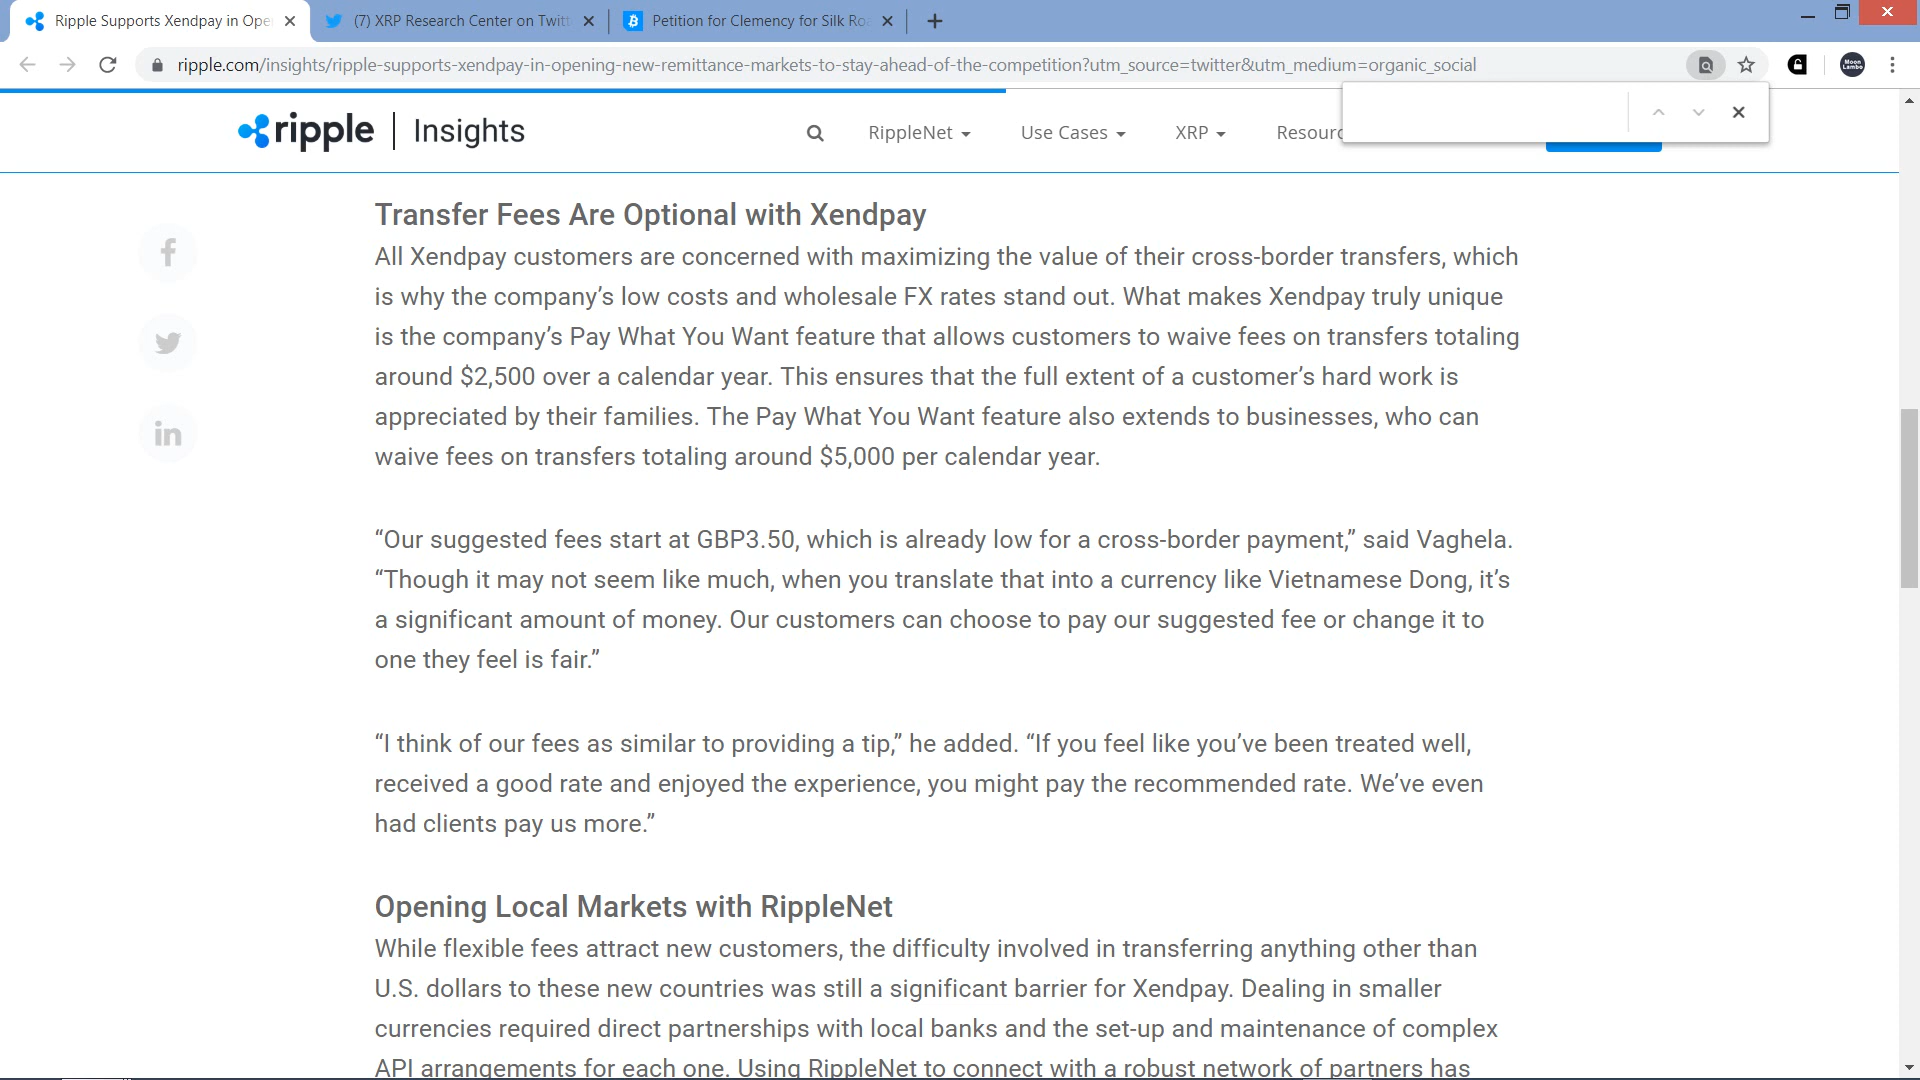 Ripple Supports Xendpay in Ope
(7) XRP Research Center on Twitt
Petition for Clemency for Silk Ro
ripple.com/insights/ripple-supports-xendpay-in-opening-new-remittance-markets-to-stay-ahead-of-the-competition?utm_source=twitter&utm_medium=organic_social
Moon Lambo
ripple | Insights
RippleNet
Use Cases
XRP
Resourc
Transfer Fees Are Optional with Xendpay
All Xendpay customers are concerned with maximizing the value of their cross-border transfers, which
is why the company’s low costs and wholesale FX rates stand out. What makes Xendpay truly unique
is the company’s Pay What You Want feature that allows customers to waive fees on transfers totaling
around $2,500 over a calendar year. This ensures that the full extent of a customer’s hard work is
appreciated by their families. The Pay What You Want feature also extends to businesses, who can
waive fees on transfers totaling around $5,000 per calendar year.
“Our suggested fees start at GBP3.50, which is already low for a cross-border payment,” said Vaghela.
“Though it may not seem like much, when you translate that into a currency like Vietnamese Dong, it’s
a significant amount of money. Our customers can choose to pay our suggested fee or change it to
one they feel is fair.”
“I think of our fees as similar to providing a tip,” he added. “If you feel like you’ve been treated well,
received a good rate and enjoyed the experience, you might pay the recommended rate. We’ve even
had clients pay us more.”
Opening Local Markets with RippleNet
While flexible fees attract new customers, the difficulty involved in transferring anything other than
U.S. dollars to these new countries was still a significant barrier for Xendpay. Dealing in smaller
currencies required direct partnerships with local banks and the set-up and maintenance of complex
API arrangements for each one. Using RippleNet to connect with a robust network of partners has